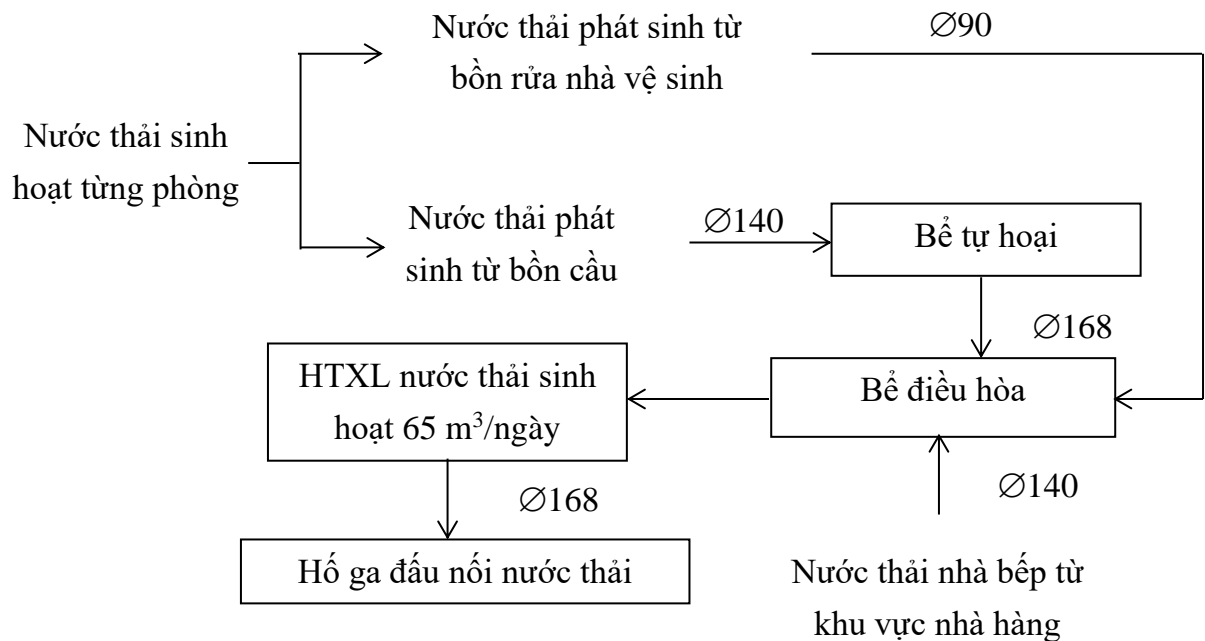 Nước thải phát sinh từ
bồn rửa nhà vệ sinh
∅90
Nước thải sinh
hoạt từng phòng
Nước thải phát
sinh từ bồn cầu
∅140
Bể tự hoại
∅168
HTXL nước thải sinh
hoạt 65 m³/ngày
Bể điều hòa
∅168
∅140
Hố ga đấu nối nước thải
Nước thải nhà bếp từ
khu vực nhà hàng